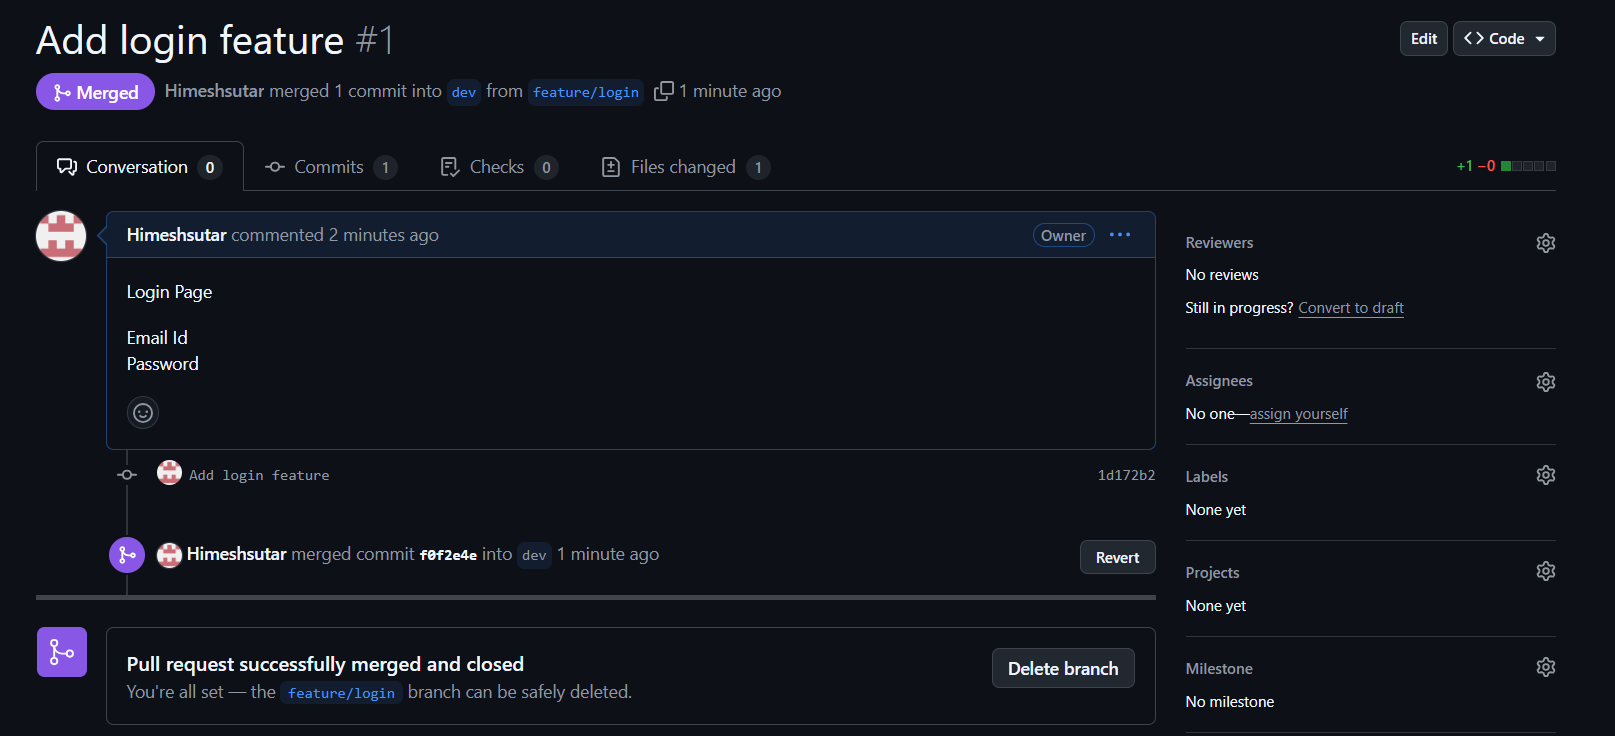 Add login feature #1
Edit
Code
Merged
Himeshsutar merged 1 commit into dev from feature/login 1 minute ago
Conversation 0
Commits 1
Checks 0
Files changed 1
+1 −0
Himeshsutar commented 2 minutes ago
Owner
Login Page
Email Id
Password
Add login feature
1d172b2
Himeshsutar merged commit f0f2e4e into dev 1 minute ago
Revert
Pull request successfully merged and closed
You're all set — the feature/login branch can be safely deleted.
Delete branch
Reviewers
No reviews
Still in progress? Convert to draft
Assignees
No one—assign yourself
Labels
None yet
Projects
None yet
Milestone
No milestone